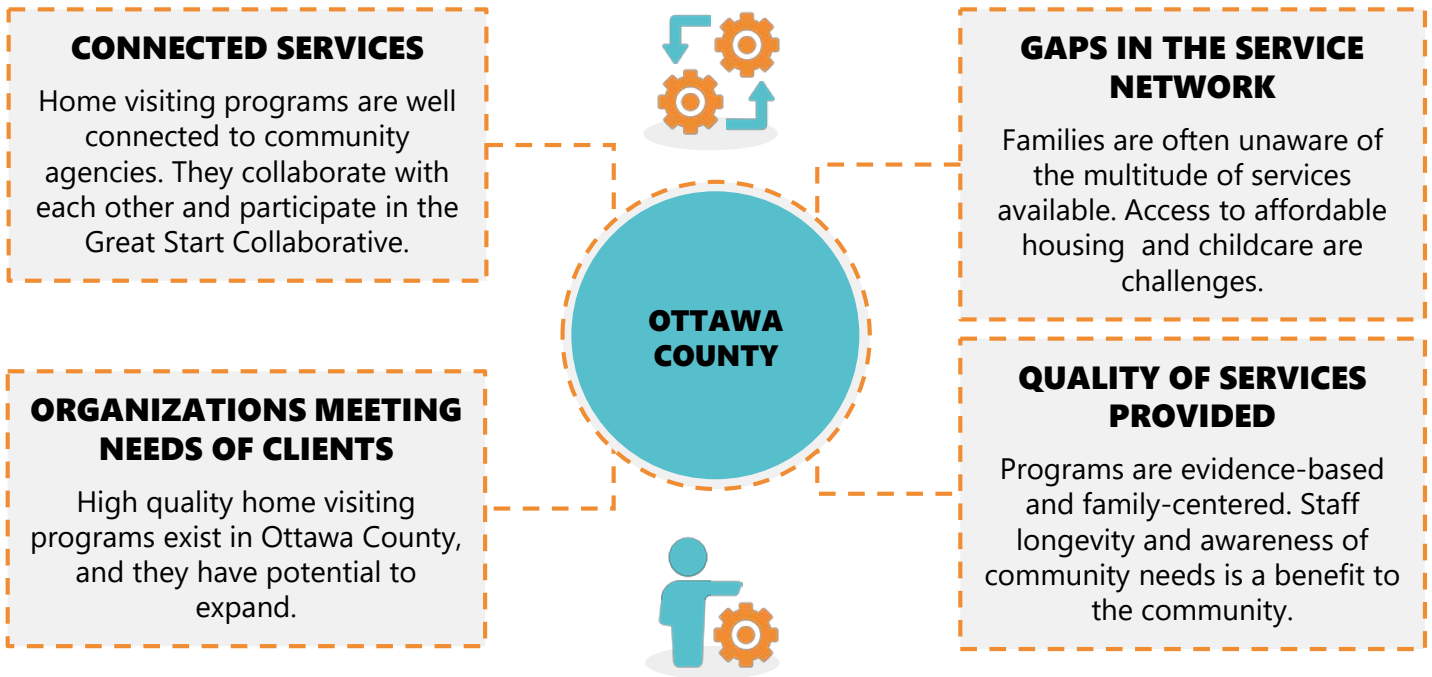 CONNECTED SERVICES
Home visiting programs are well
connected to community
agencies. They collaborate with
each other and participate in the
Great Start Collaborative.
GAPS IN THE SERVICE
NETWORK
Families are often unaware of
the multitude of services
available. Access to affordable
housing  and childcare are
challenges.
OTTAWA
COUNTY
ORGANIZATIONS MEETING
NEEDS OF CLIENTS
High quality home visiting
programs exist in Ottawa County,
and they have potential to
expand.
QUALITY OF SERVICES
PROVIDED
Programs are evidence-based
and family-centered. Staff
longevity and awareness of
community needs is a benefit to
the community.